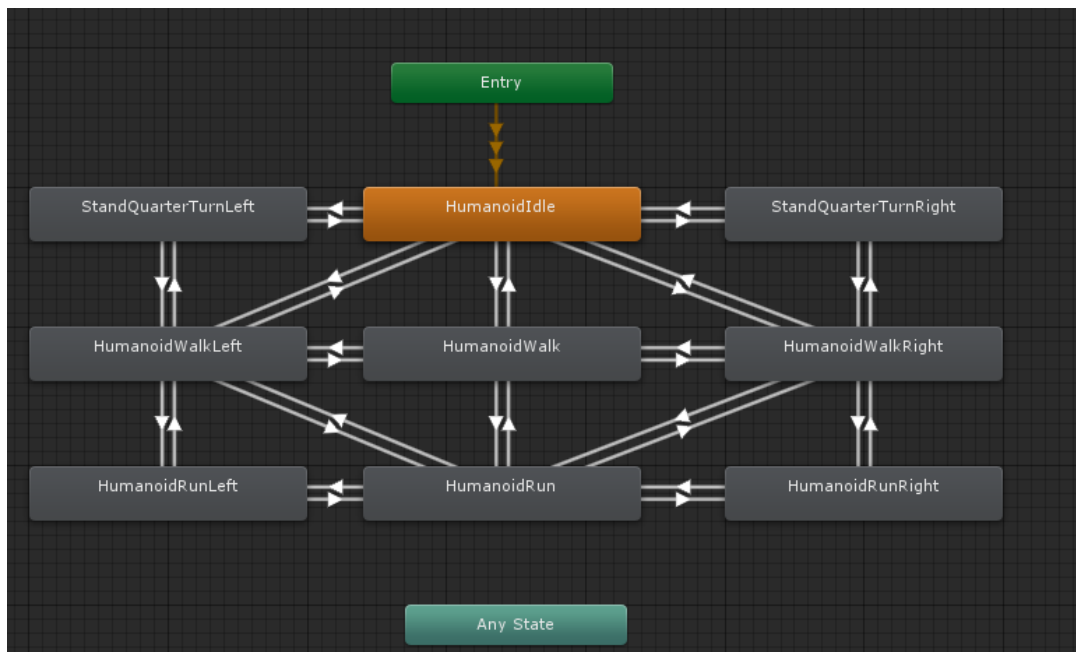 Entry
StandQuarterTurnLeft
HumanoidIdle
StandQuarterTurnRight
HumanoidWalkLeft
HumanoidWalk
HumanoidWalkRight
HumanoidRunLeft
HumanoidRun
HumanoidRunRight
Any State